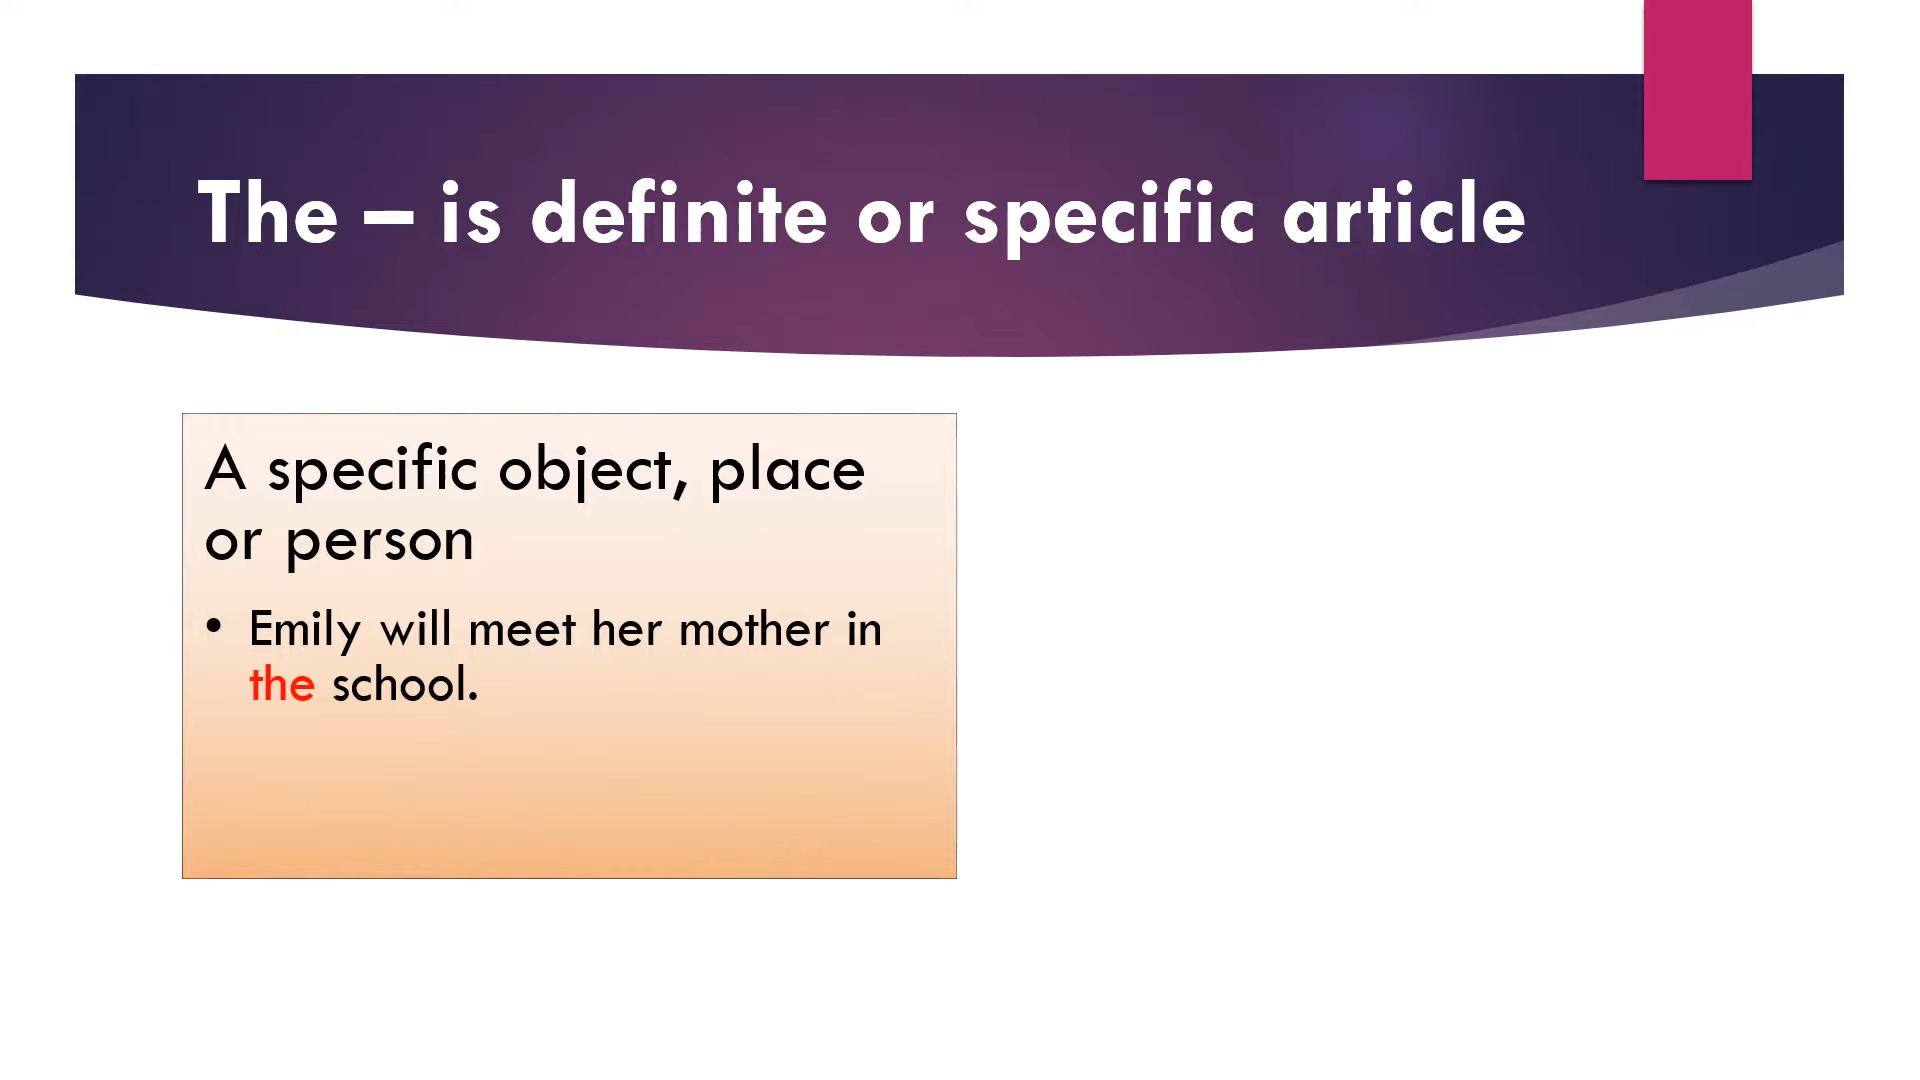 The – is definite or specific article
A specific object, place
or person
• Emily will meet her mother in
the school.